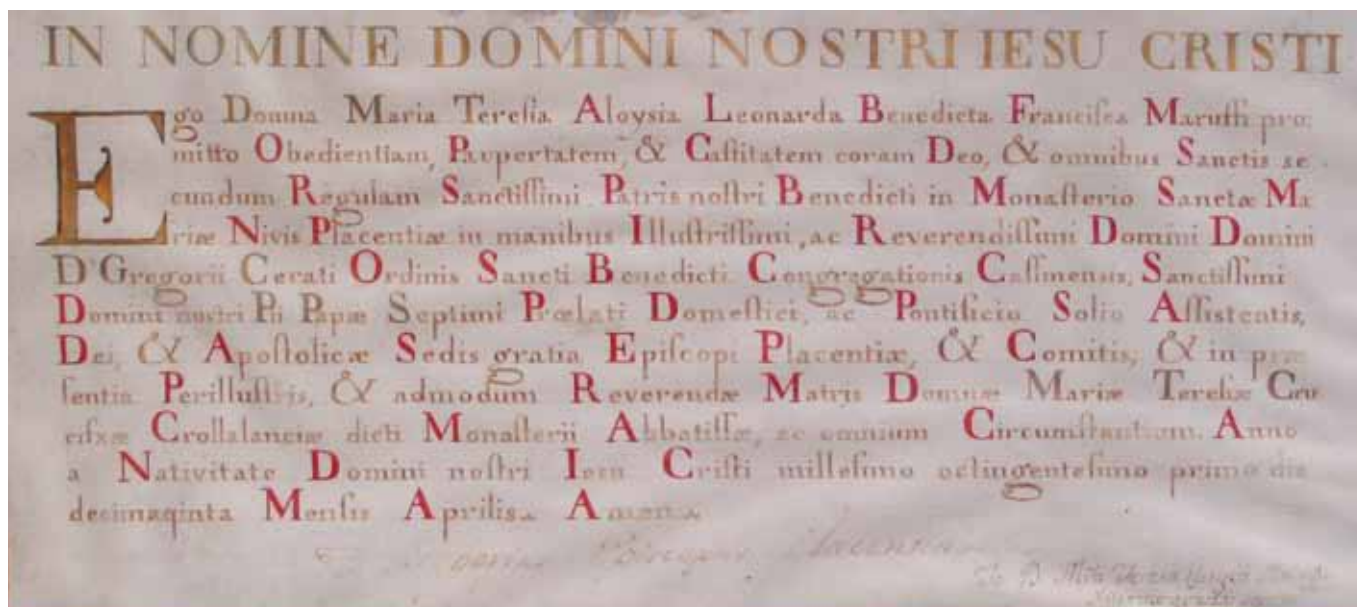 IN NOMINE DOMINI NOSTRI IESU CRISTI
Ego Donna Maria Teresia Aloysia Leonarda Benedicta Francisca Maruffi pro:
mitto Obedientiam, Paupertatem, & Castitatem coram Deo, & omnibus Sanctis se
cundum Regulam Sanctissimi Patris nostri Benedicti in Monasterio Sanctæ Ma
riæ Nivis Placentiæ in manibus Illustrissimi, ac Reverendissimi Domini Domini
D. Gregorii Cerati Ordinis Sancti Benedicti Congregationis Cassinensis, Sanctissimi
Domini nostri Pii Papæ Septimi Prœlati Domestici, ac Pontificio Solio Assistentis,
Dei, & Apostolicæ Sedis gratia Episcopi Placentiæ, & Comitis, & in præ
sentia Perillustris, & admodum Reverendæ Matris Domnæ Mariæ Teresiæ Cru
cifixæ Crollalanciæ dicti Monasterii Abbatissæ, ac omnium Circumstantium. Anno
a Nativitate Domini nostri Iesu Cristi millesimo octingentesimo primo die
decimaqinta Mensis Aprilis. Amen.